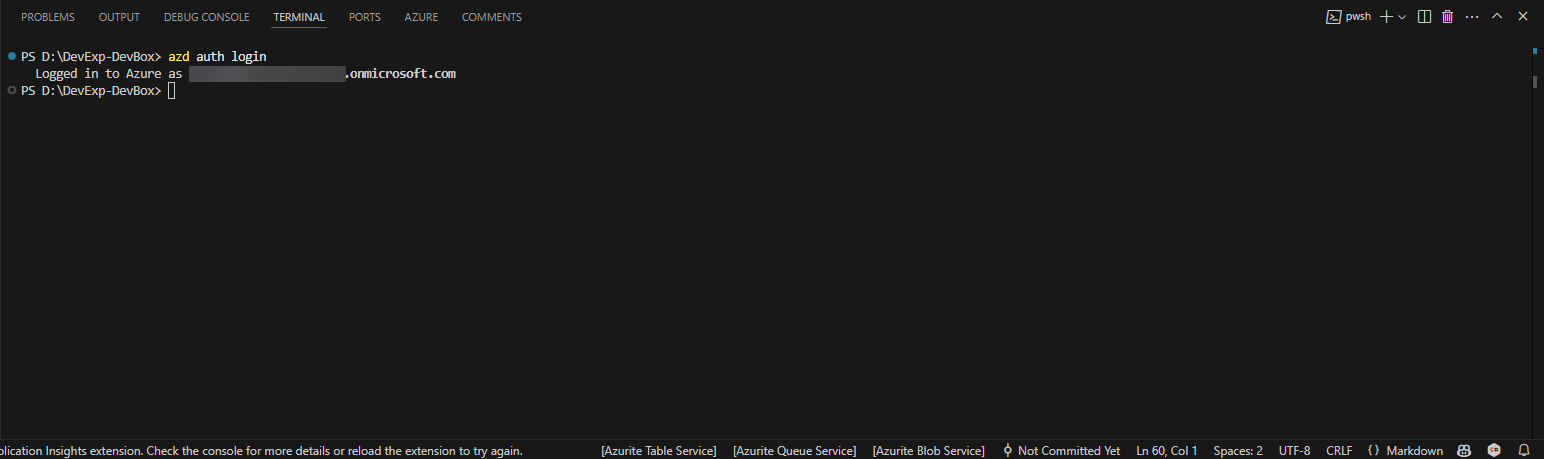 PROBLEMS OUTPUT DEBUG CONSOLE TERMINAL PORTS AZURE COMMENTS pwsh
PS D:\DevExp-DevBox> azd auth login
Logged in to Azure as .onmicrosoft.com
PS D:\DevExp-DevBox>
plication Insights extension. Check the console for more details or reload the extension to try again. [Azurite Table Service] [Azurite Queue Service] [Azurite Blob Service] Not Committed Yet Ln 60, Col 1 Spaces: 2 UTF-8 CRLF { } Markdown